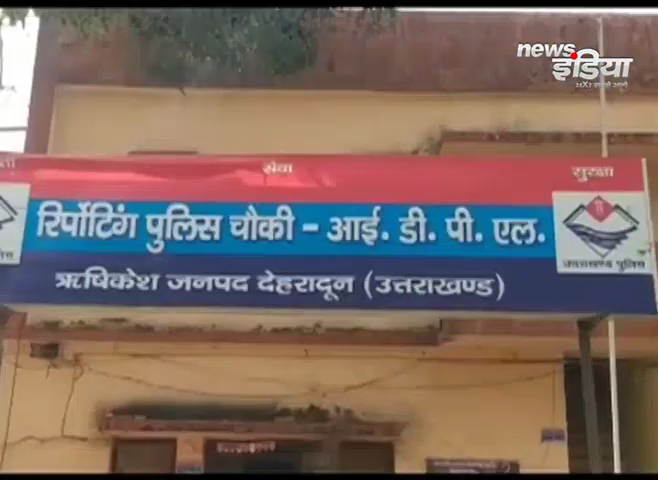 news
इंडिया
सेवा
सुरक्षा
रिर्पोटिंग पुलिस चौकी - आई. डी. पी. एल.
उत्तराखण्ड पुलिस
ऋषिकेश जनपद देहरादून (उत्तराखण्ड)